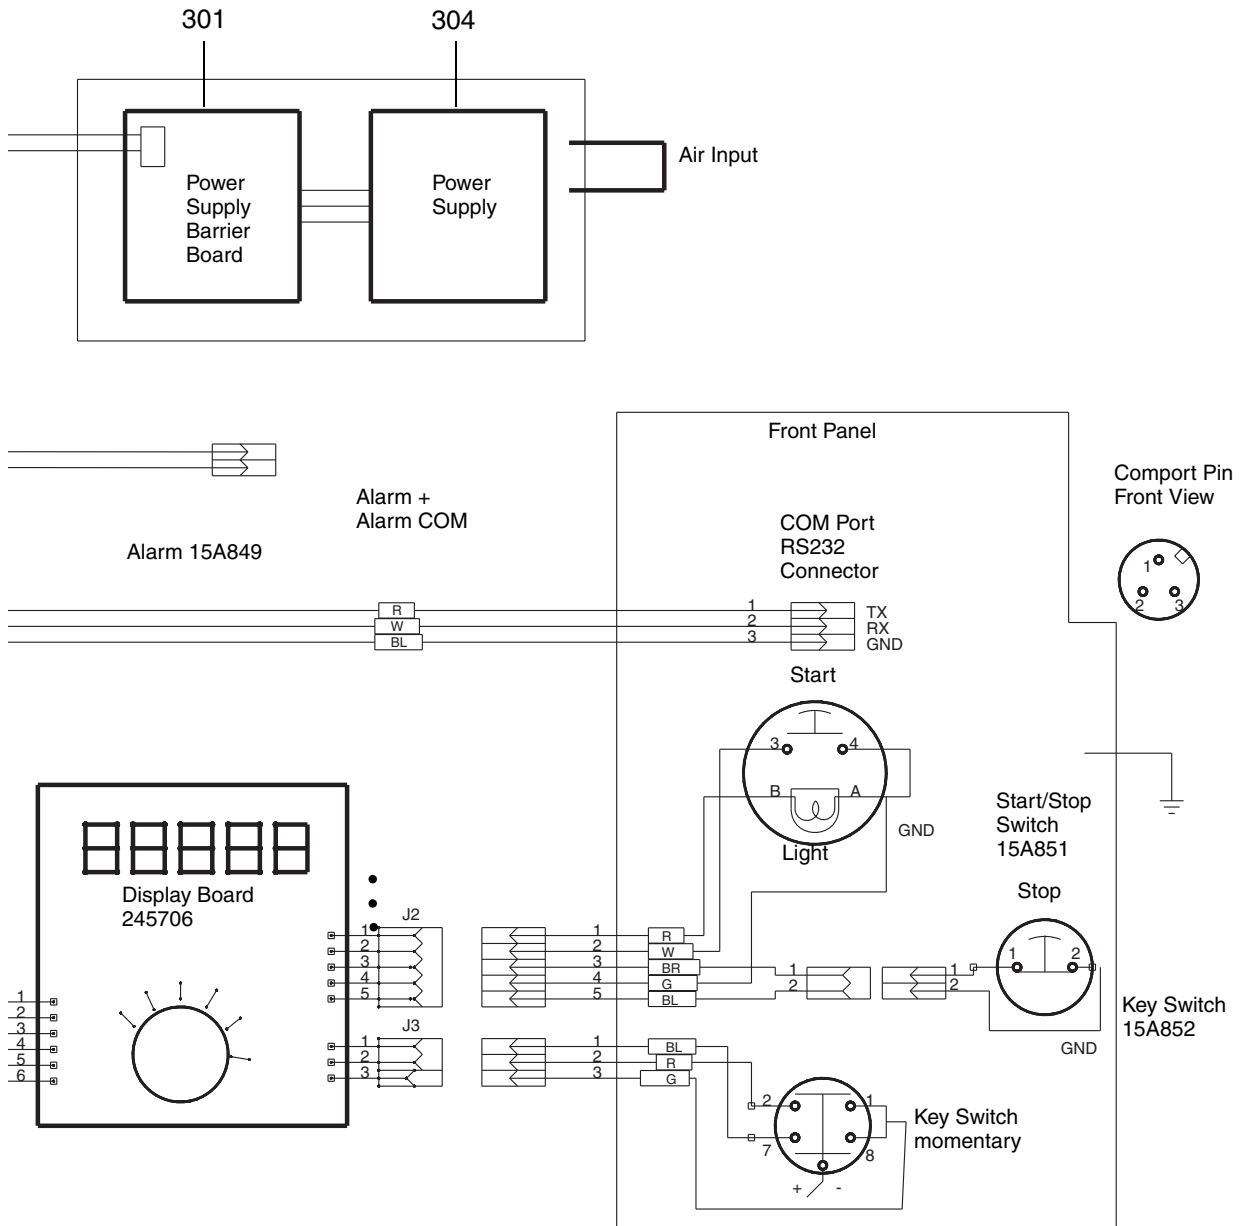 301
304
Power
Supply
Barrier
Board
Power
Supply
Air Input
Front Panel
Comport Pin
Front View
1
2
3
Alarm +
Alarm COM
Alarm 15A849
COM Port
RS232
Connector
R
W
BL
1
2
3
TX
RX
GND
Start
3
4
B
A
Light
GND
Start/Stop
Switch
15A851
Stop
1
2
GND
Key Switch
15A852
Display Board
245706
1
2
3
4
5
6
J2
1
2
3
4
5
1
2
3
4
5
R
W
BR
G
BL
1
2
1
2
J3
1
2
3
1
2
3
BL
R
G
2
1
7
8
+
-
Key Switch
momentary